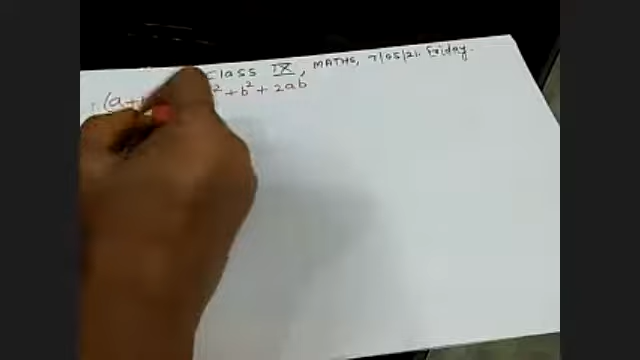 Class IX, MATHS, 7/05/21. Friday.
(a+ ² + b² + 2ab